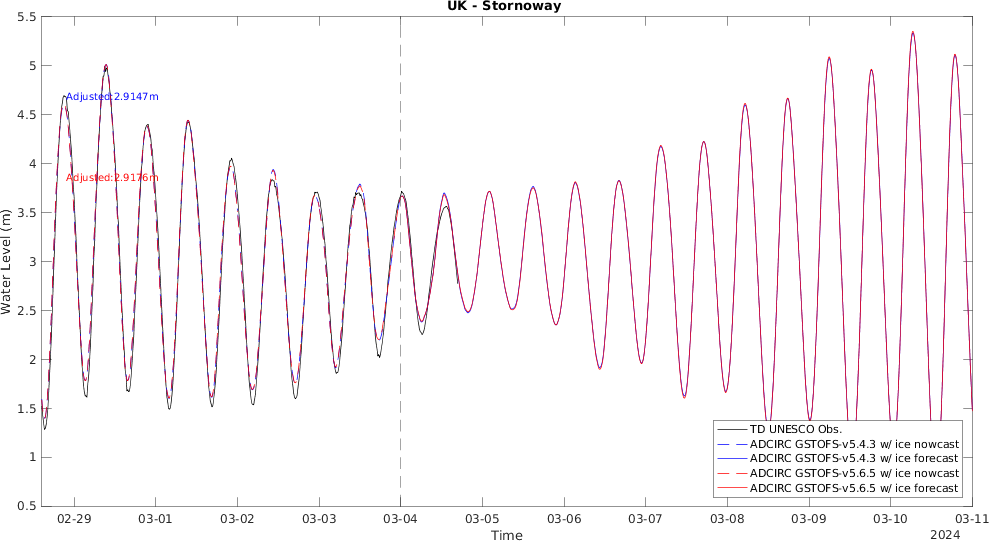 UK - Stornoway
5.5
5
4.5
4
3.5
3
2.5
2
1.5
1
0.5
Water Level (m)
Adjusted:2.9147m
Adjusted:2.9176m
TD UNESCO Obs.
ADCIRC GSTOFS-v5.4.3 w/ ice nowcast
ADCIRC GSTOFS-v5.4.3 w/ ice forecast
ADCIRC GSTOFS-v5.6.5 w/ ice nowcast
ADCIRC GSTOFS-v5.6.5 w/ ice forecast
02-29 03-01 03-02 03-03 03-04 03-05 03-06 03-07 03-08 03-09 03-10 03-11
Time
2024